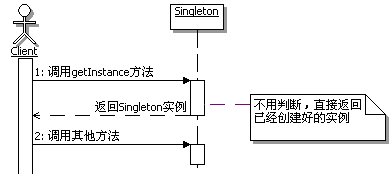 Singleton
Client
1: 调用getInstance方法
返回Singleton实例
不用判断，直接返回
已经创建好的实例
2: 调用其他方法